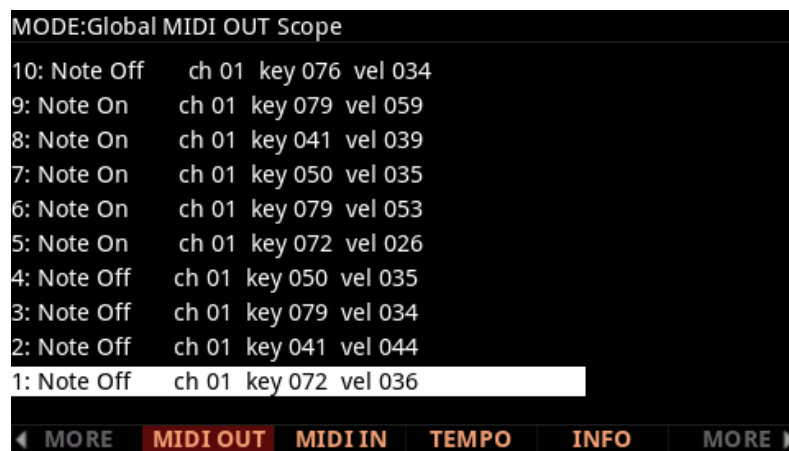 MODE:Global MIDI OUT Scope
10: Note Off ch 01 key 076 vel 034
9: Note On ch 01 key 079 vel 059
8: Note On ch 01 key 041 vel 039
7: Note On ch 01 key 050 vel 035
6: Note On ch 01 key 079 vel 053
5: Note On ch 01 key 072 vel 026
4: Note Off ch 01 key 050 vel 035
3: Note Off ch 01 key 079 vel 034
2: Note Off ch 01 key 041 vel 044
1: Note Off ch 01 key 072 vel 036
MORE MIDI OUT MIDI IN TEMPO INFO MORE